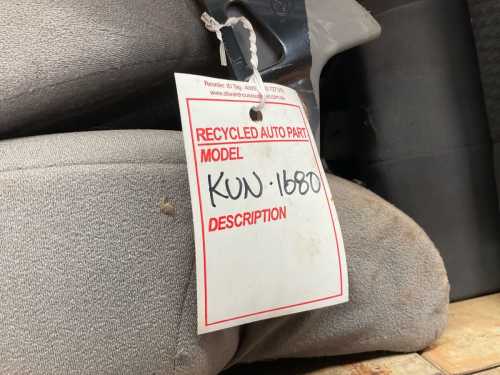 RECYCLED AUTO PART
MODEL
KUN·1680
DESCRIPTION